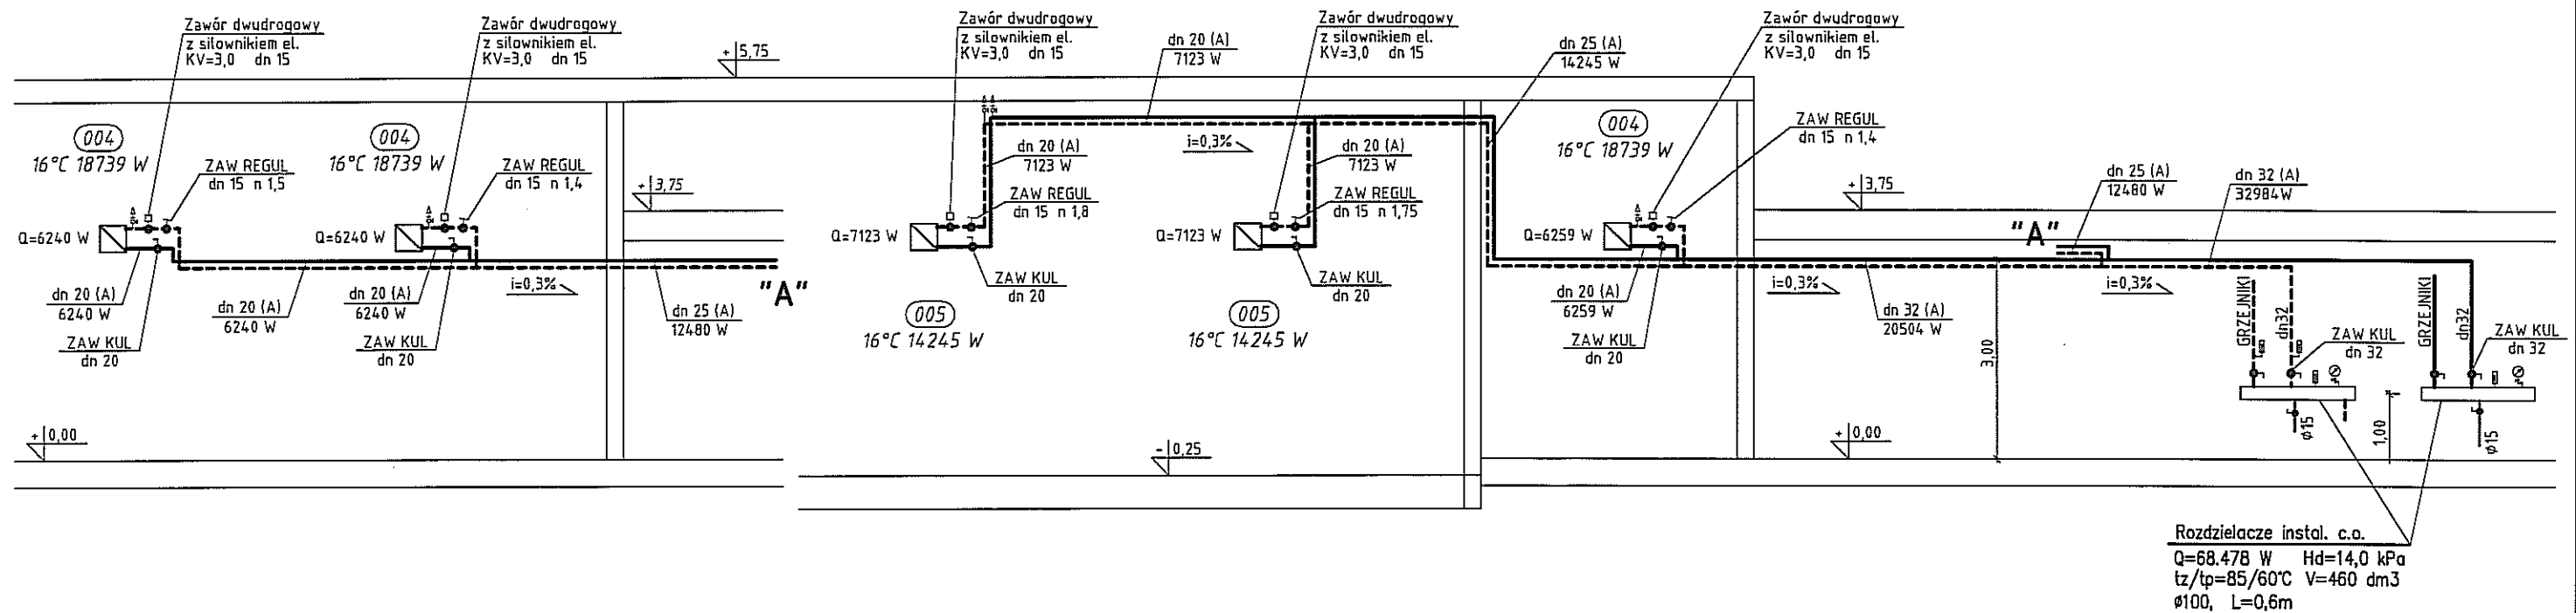 Zawór dwudrogowy
z silownikiem el.
KV=3,0 dn 15
Zawór dwudrogowy
z silownikiem el.
KV=3,0 dn 15
+ 5,75
Zawór dwudrogowy
z silownikiem el.
KV=3,0 dn 15
dn 20 (A)
7123 W
Zawór dwudrogowy
z silownikiem el.
KV=3,0 dn 15
dn 25 (A)
14245 W
Zawór dwudrogowy
z silownikiem el.
KV=3,0 dn 15
004
16°C 18739 W
ZAW REGUL
dn 15 n 1,5
004
16°C 18739 W
ZAW REGUL
dn 15 n 1,4
+ 3,75
Q=6240 W
Q=6240 W
dn 20 (A)
6240 W
dn 20 (A)
6240 W
dn 20 (A)
6240 W
i=0,3%
dn 25 (A)
12480 W
"A"
ZAW KUL
dn 20
ZAW KUL
dn 20
+ 0,00
dn 20 (A)
7123 W
ZAW REGUL
dn 15 n 1,8
Q=7123 W
ZAW KUL
dn 20
005
16°C 14245 W
i=0,3%
dn 20 (A)
7123 W
ZAW REGUL
dn 15 n 1,75
Q=7123 W
ZAW KUL
dn 20
005
16°C 14245 W
- 0,25
004
16°C 18739 W
ZAW REGUL
dn 15 n 1,4
Q=6259 W
dn 20 (A)
6259 W
ZAW KUL
dn 20
+ 3,75
"A"
dn 25 (A)
12480 W
dn 32 (A)
32984W
i=0,3%
dn 32 (A)
20504 W
i=0,3%
3,00
+ 0,00
GRZEJNIKI
dn32
ZAW KUL
dn 32
GRZEJNIKI
dn32
ZAW KUL
dn 32
ø15
1,00
ø15
Rozdzielacze instal. c.o.
Q=68.478 W Hd=14,0 kPa
tz/tp=85/60°C V=460 dm3
ø100, L=0,6m